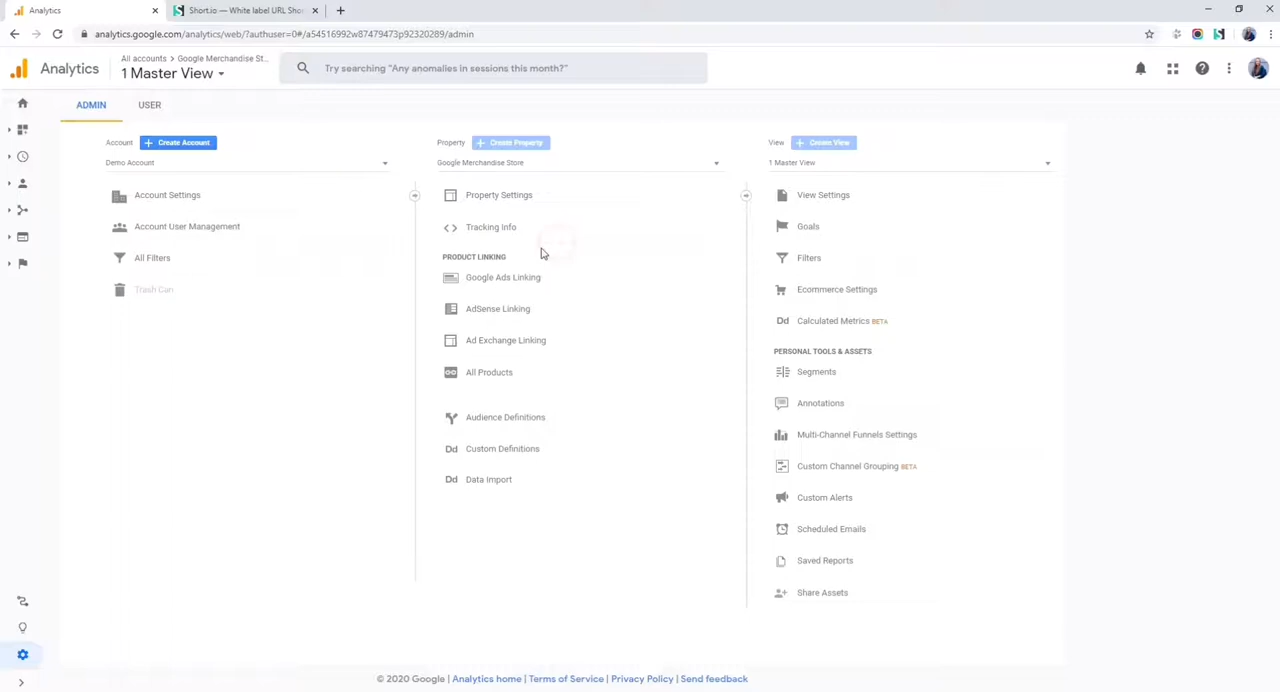 Analytics
Short.io — White label URL Shor
analytics.google.com/analytics/web/?authuser=0#/a54516992w87479473p92320289/admin
Analytics
All accounts > Google Merchandise St...
1 Master View
Try searching "Any anomalies in sessions this month?"
ADMIN USER
Account + Create Account
Demo Account
Account Settings
Account User Management
All Filters
Trash Can
Property + Create Property
Google Merchandise Store
Property Settings
<> Tracking Info
PRODUCT LINKING
Google Ads Linking
AdSense Linking
Ad Exchange Linking
All Products
Audience Definitions
Dd Custom Definitions
Dd Data Import
View + Create View
1 Master View
View Settings
Goals
Filters
Ecommerce Settings
Dd Calculated Metrics BETA
PERSONAL TOOLS & ASSETS
Segments
Annotations
Multi-Channel Funnels Settings
Custom Channel Grouping BETA
Custom Alerts
Scheduled Emails
Saved Reports
Share Assets
© 2020 Google | Analytics home | Terms of Service | Privacy Policy | Send feedback